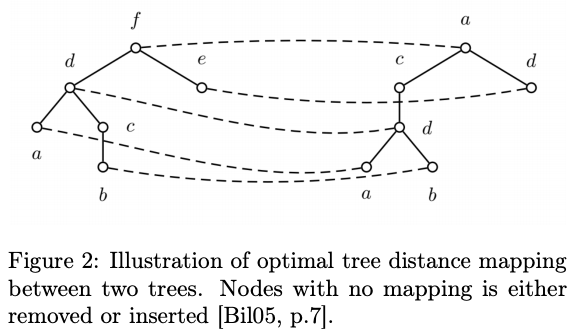 f
a
d
e
c
d
a
c
d
b
a
b
Figure 2: Illustration of optimal tree distance mapping
between two trees. Nodes with no mapping is either
removed or inserted [Bil05, p.7].